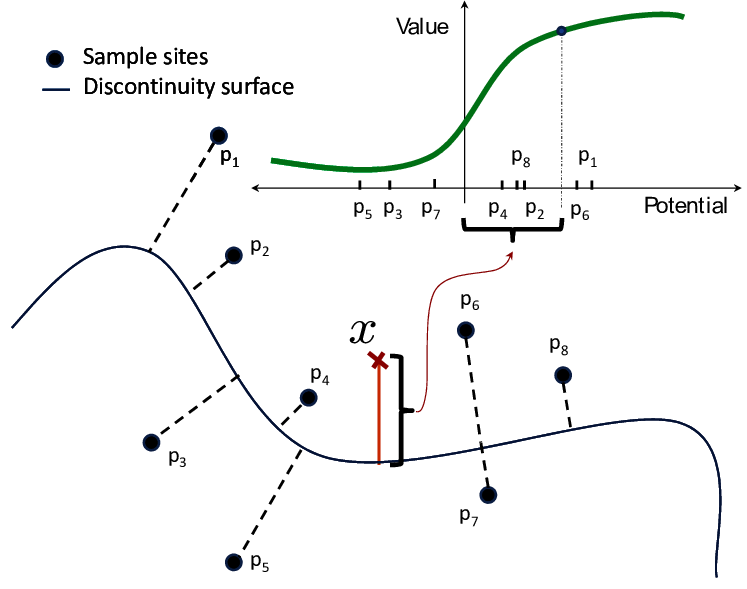 Value
Sample sites
Discontinuity surface
p1
p8 p1
p5 p3 p7 p4 p2 p6 Potential
p2
p6
x
p8
p4
p3
p7
p5